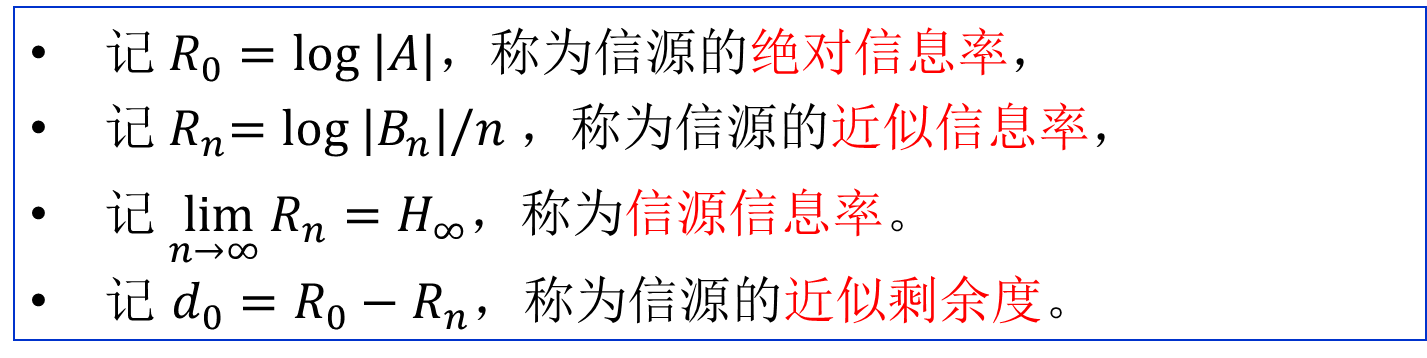 • 记 R₀ = log |A|，称为信源的绝对信息率，
• 记 Rₙ= log |Bₙ|/n ，称为信源的近似信息率，
• 记 lim_{n→∞} Rₙ = H_∞，称为信源信息率。
• 记 d₀ = R₀ − Rₙ，称为信源的近似剩余度。